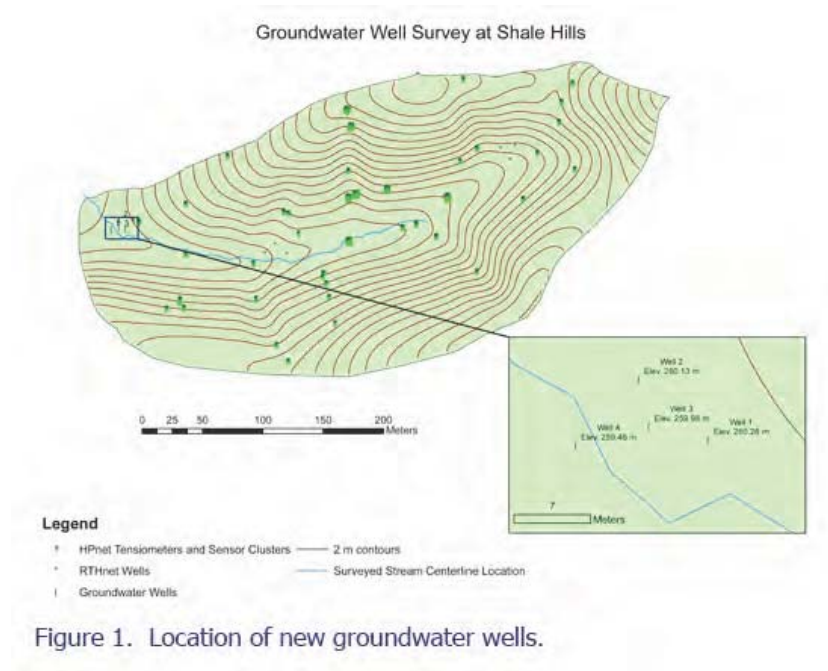 Groundwater Well Survey at Shale Hills
0 25 50 100 150 200
Meters
Well 2
Elev. 260.13 m
Well 3
Elev. 259.98 m
Well 1
Elev. 260.28 m
Well 4
Elev. 259.46 m
7
Meters
Legend
HPnet Tensiometers and Sensor Clusters
2 m contours
RTHnet Wells
Surveyed Stream Centerline Location
Groundwater Wells
Figure 1. Location of new groundwater wells.